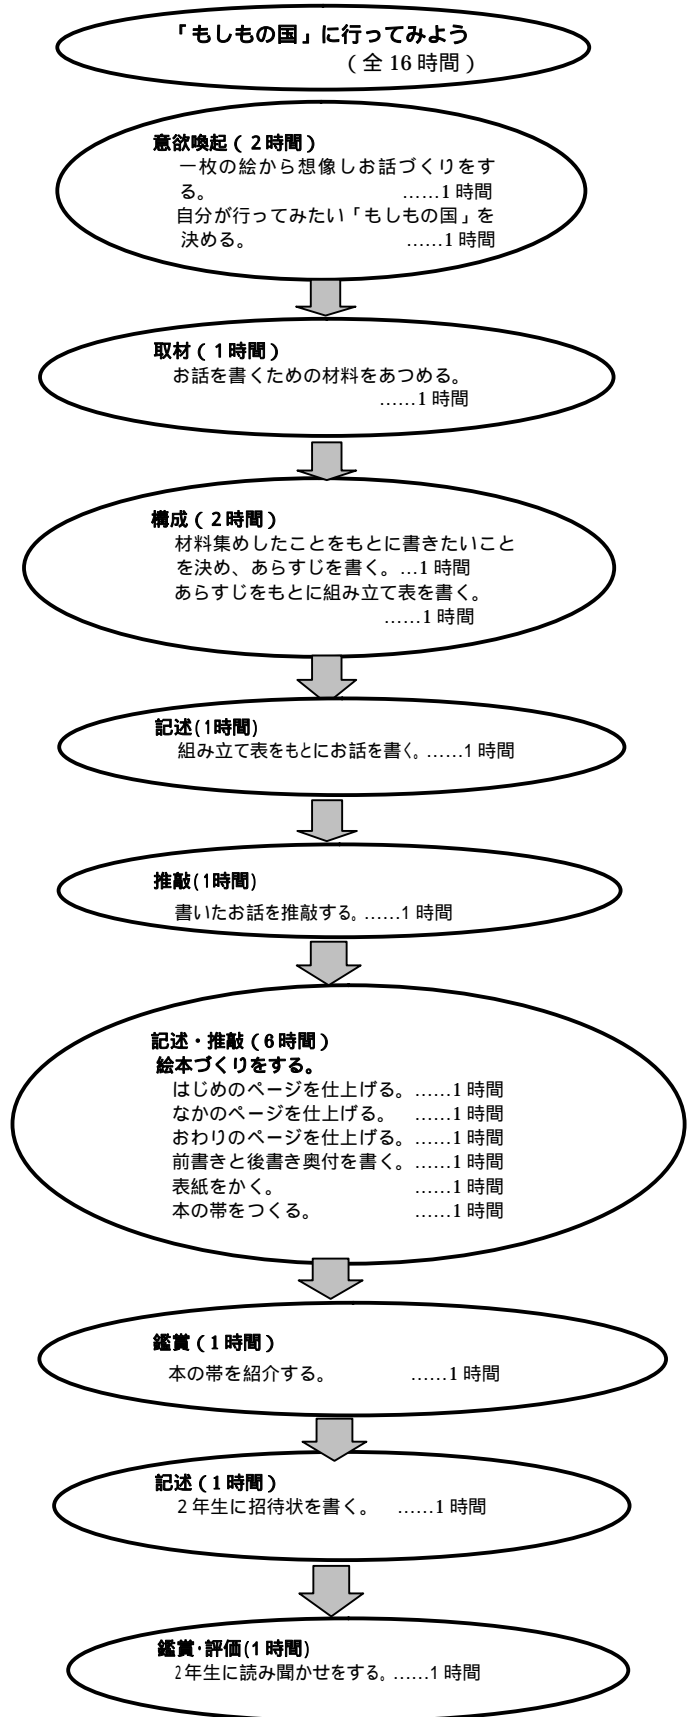 「もしもの国」に行ってみよう
(全 16 時間)
意欲喚起(2時間)
一枚の絵から想像しお話づくりをす
る。 ……1 時間
自分が行ってみたい「もしもの国」を
決める。 ……1 時間
取材(1時間)
お話を書くための材料をあつめる。
……1 時間
構成(2時間)
材料集めしたことをもとに書きたいこと
を決め、あらすじを書く。…1 時間
あらすじをもとに組み立て表を書く。
……1 時間
記述(1時間)
組み立て表をもとにお話を書く。……1 時間
推敲(1時間)
書いたお話を推敲する。……1 時間
記述・推敲(6時間)
絵本づくりをする。
はじめのページを仕上げる。……1 時間
なかのページを仕上げる。 ……1 時間
おわりのページを仕上げる。……1 時間
前書きと後書き奥付を書く。……1 時間
表紙をかく。 ……1 時間
本の帯をつくる。 ……1 時間
鑑賞(1時間)
本の帯を紹介する。 ……1 時間
記述(1時間)
2年生に招待状を書く。 ……1 時間
鑑賞・評価(1時間)
2年生に読み聞かせをする。……1 時間